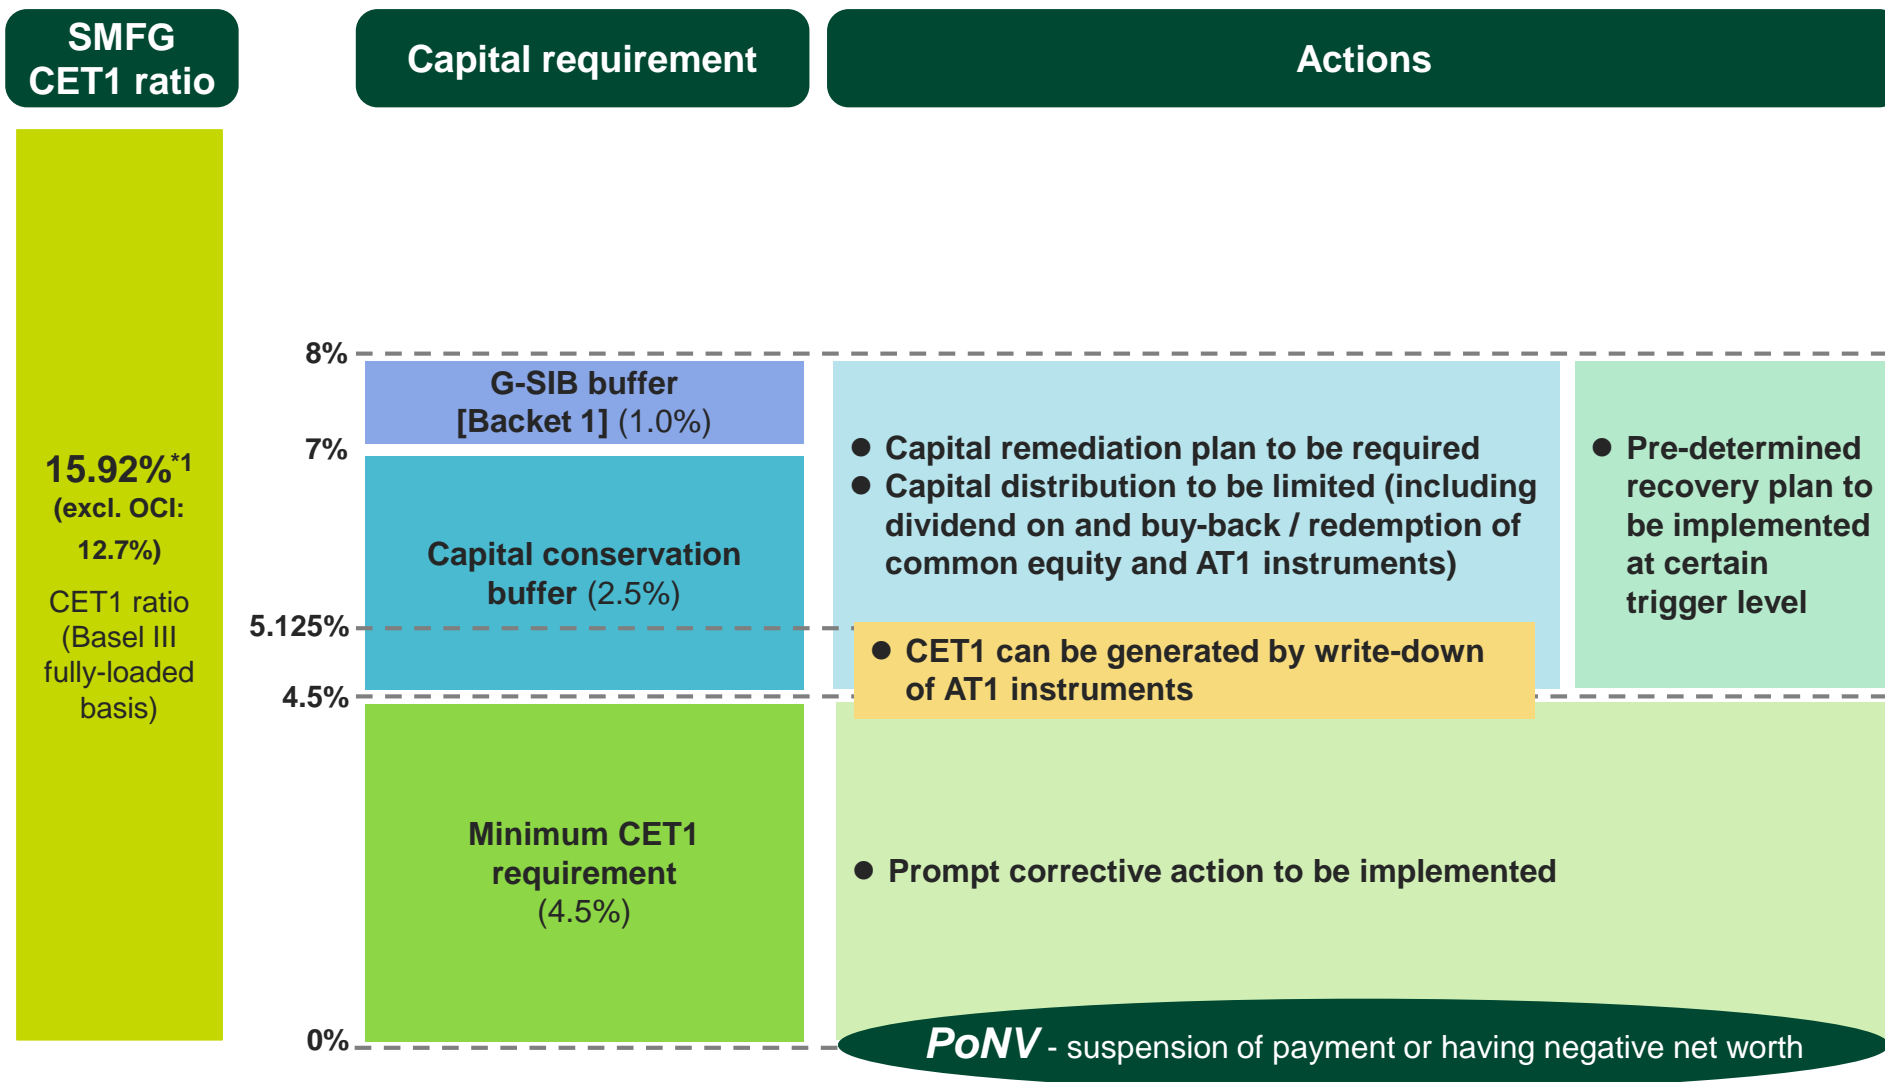 SMFG
CET1 ratio
Capital requirement
Actions
15.92%*1
(excl. OCI:
12.7%)
CET1 ratio
(Basel III
fully-loaded
basis)
8%
7%
5.125%
4.5%
0%
G-SIB buffer
[Backet 1] (1.0%)
Capital conservation
buffer (2.5%)
Minimum CET1
requirement
(4.5%)
● Capital remediation plan to be required
● Capital distribution to be limited (including
dividend on and buy-back / redemption of
common equity and AT1 instruments)
● Pre-determined
recovery plan to
be implemented
at certain
trigger level
● CET1 can be generated by write-down
of AT1 instruments
● Prompt corrective action to be implemented
PoNV - suspension of payment or having negative net worth